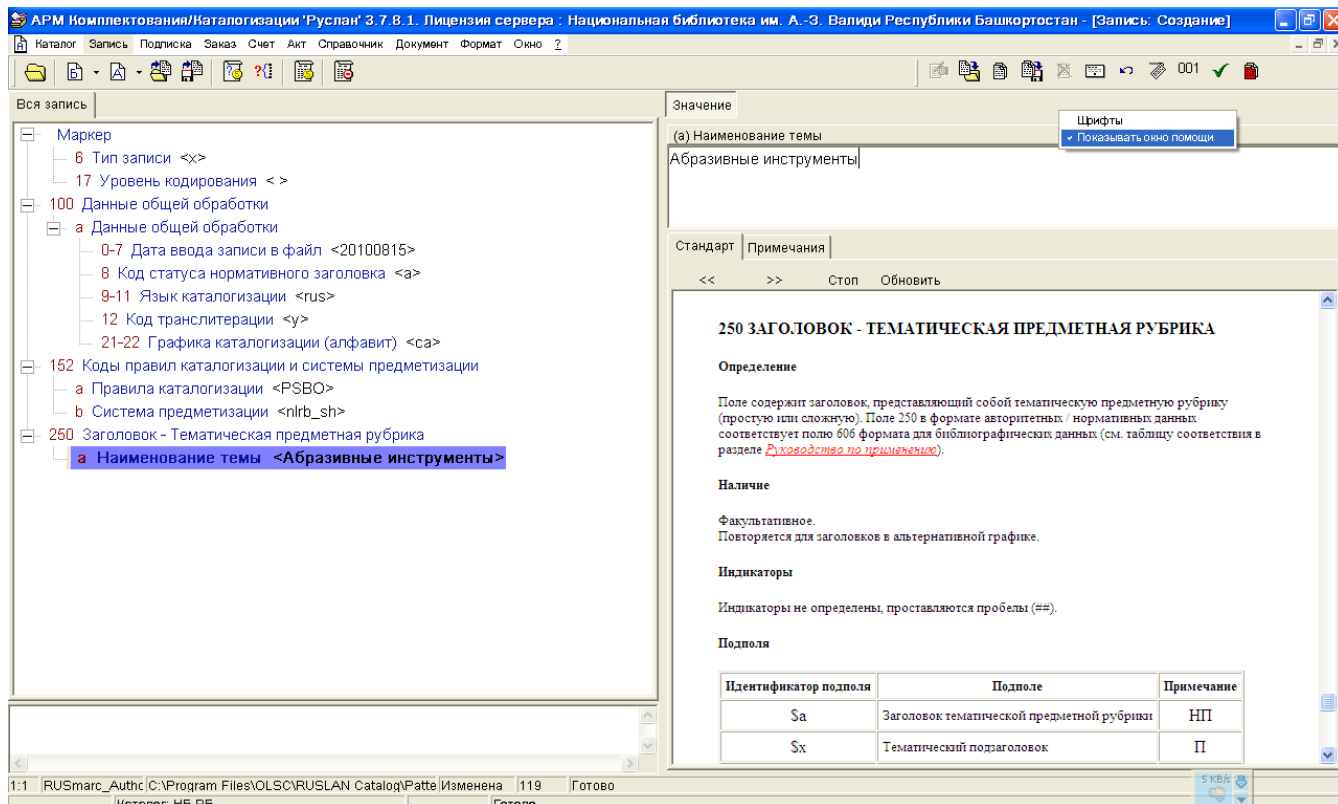 АРМ Комплектования/Каталогизации 'Руслан' 3.7.8.1. Лицензия сервера : Национальная библиотека им. А.-З. Валиди Республики Башкортостан - [Запись: Создание]
Каталог Запись Подписка Заказ Счет Акт Справочник Документ Формат Окно ?
001
Вся запись
Маркер
6 Тип записи <x>
17 Уровень кодирования < >
100 Данные общей обработки
a Данные общей обработки
0-7 Дата ввода записи в файл <20100815>
8 Код статуса нормативного заголовка <a>
9-11 Язык каталогизации <rus>
12 Код транслитерации <y>
21-22 Графика каталогизации (алфавит) <ca>
152 Коды правил каталогизации и системы предметизации
a Правила каталогизации <PSBO>
b Система предметизации <nlrb_sh>
250 Заголовок - Тематическая предметная рубрика
a Наименование темы <Абразивные инструменты>
Значение
Шрифты
Показывать окно помощи
(a) Наименование темы
Абразивные инструменты
Стандарт Примечания
<< >> Стоп Обновить
250 ЗАГОЛОВОК - ТЕМАТИЧЕСКАЯ ПРЕДМЕТНАЯ РУБРИКА
Определение
Поле содержит заголовок, представляющий собой тематическую предметную рубрику
(простую или сложную). Поле 250 в формате авторитетных / нормативных данных
соответствует полю 606 формата для библиографических данных (см. таблицу соответствия в
разделе Руководство по применению).
Наличие
Факультативное.
Повторяется для заголовков в альтернативной графике.
Индикаторы
Индикаторы не определены, проставляются пробелы (##).
Подполя
Идентификатор подполя Подполе Примечание
$a Заголовок тематической предметной рубрики НП
$x Тематический подзаголовок П
1:1 RUSmarc_Autho C:\Program Files\OLSC\RUSLAN Catalog\Patte Изменена 119 Готово
5 KB/s